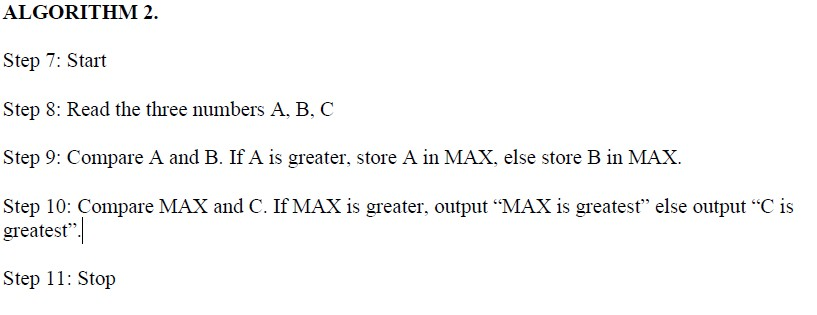 ALGORITHM 2.
Step 7: Start
Step 8: Read the three numbers A, B, C
Step 9: Compare A and B. If A is greater, store A in MAX, else store B in MAX.
Step 10: Compare MAX and C. If MAX is greater, output “MAX is greatest” else output “C is
greatest”.
Step 11: Stop